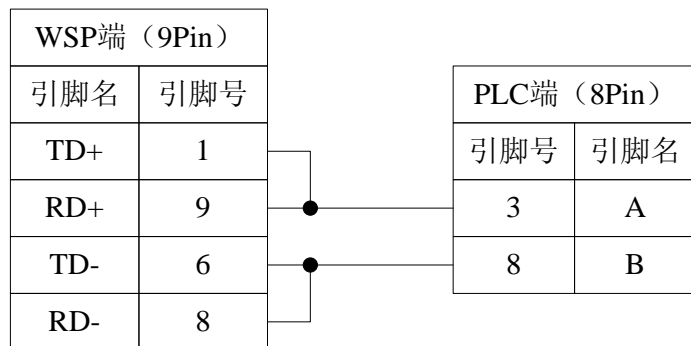 WSP端（9Pin）
引脚名 引脚号
TD+ 1
RD+ 9
TD- 6
RD- 8
PLC端（8Pin）
引脚号 引脚名
3 A
8 B